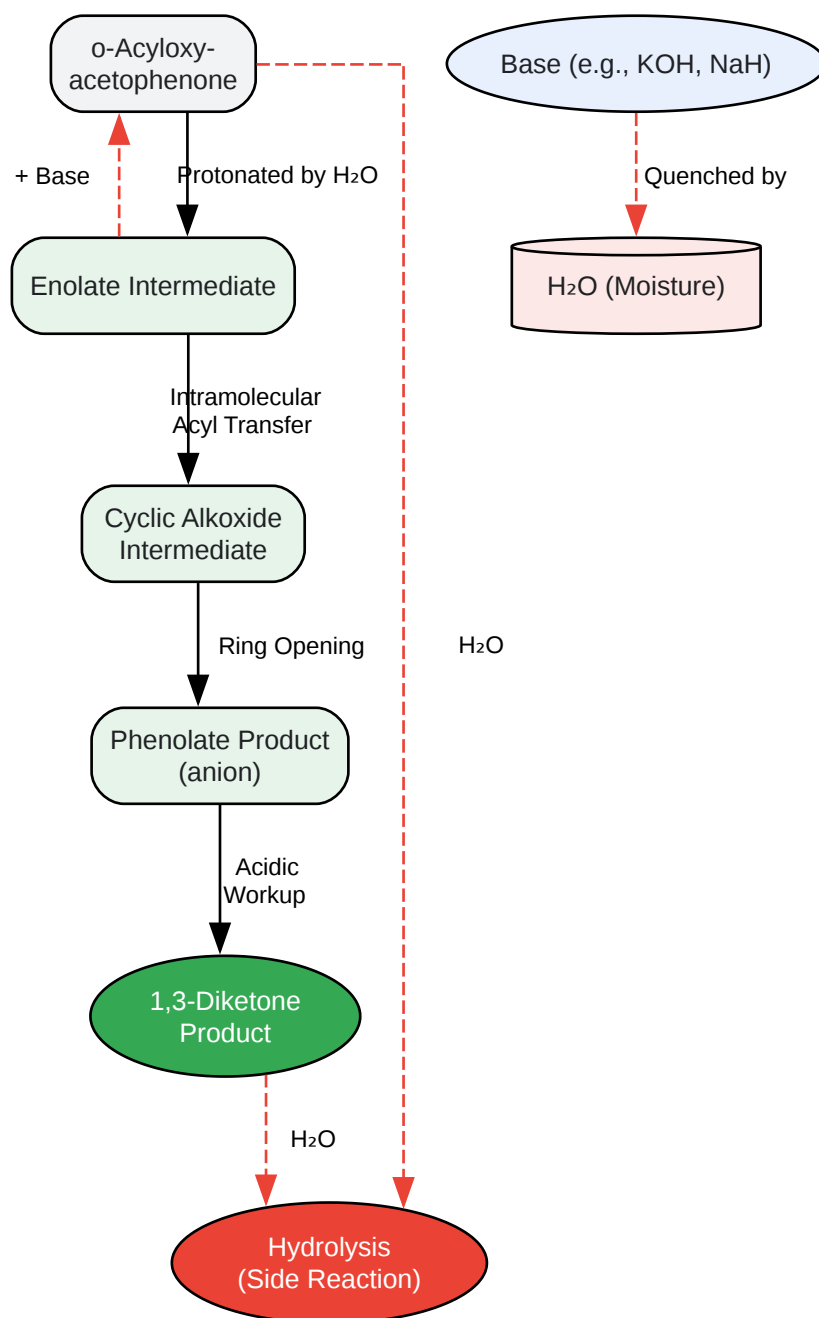 o-Acyloxy-
acetophenone
Base (e.g., KOH, NaH)
+ Base
Protonated by H₂O
Quenched by
Enolate Intermediate
H₂O (Moisture)
Intramolecular
Acyl Transfer
Cyclic Alkoxide
Intermediate
Ring Opening
H₂O
Phenolate Product
(anion)
Acidic
Workup
1,3-Diketone
Product
H₂O
Hydrolysis
(Side Reaction)